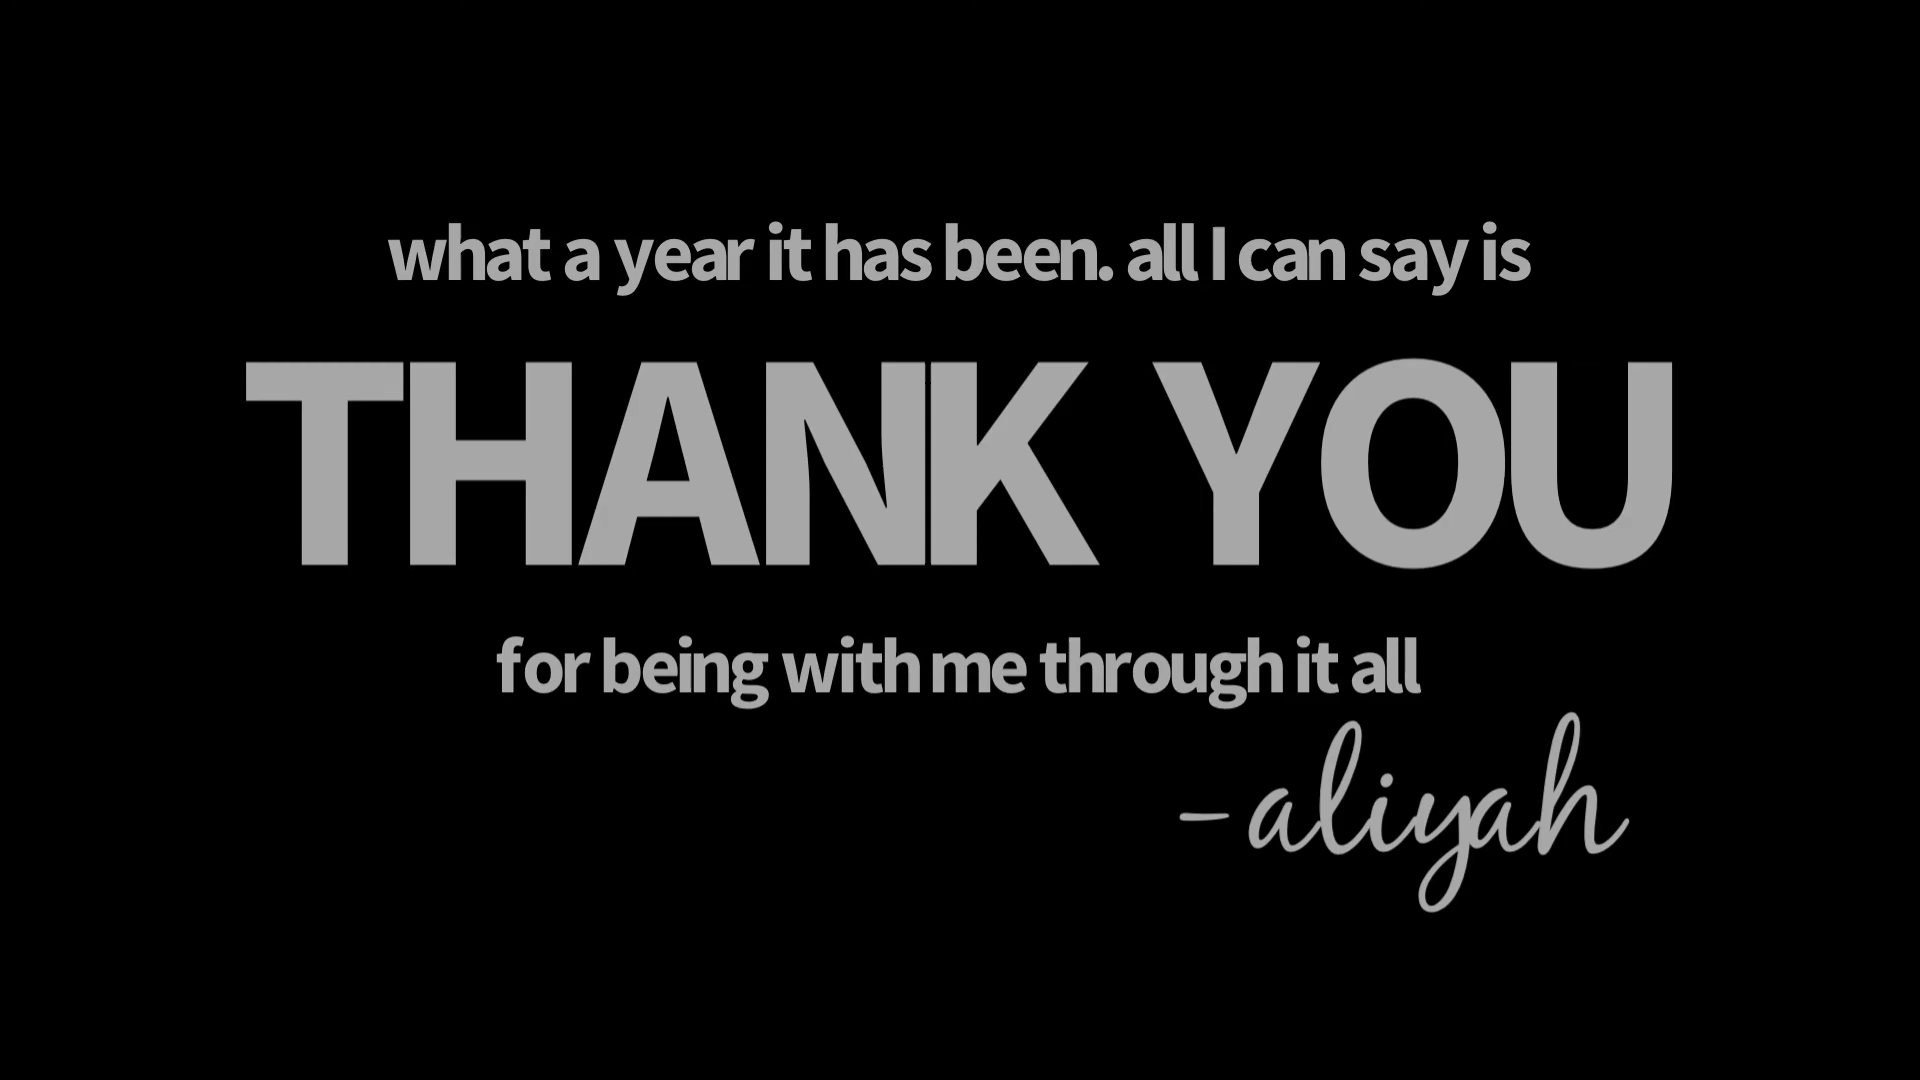 what a year it has been. all I can say is
THANK YOU
for being with me through it all
-aliyah